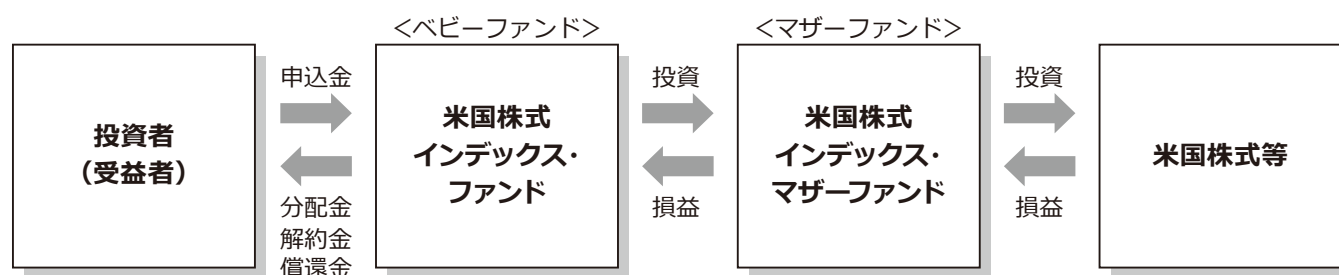 <ベビーファンド>
<マザーファンド>
投資者
（受益者）
申込金
分配金
解約金
償還金
米国株式
インデックス・
ファンド
投資
損益
米国株式
インデックス・
マザーファンド
投資
損益
米国株式等